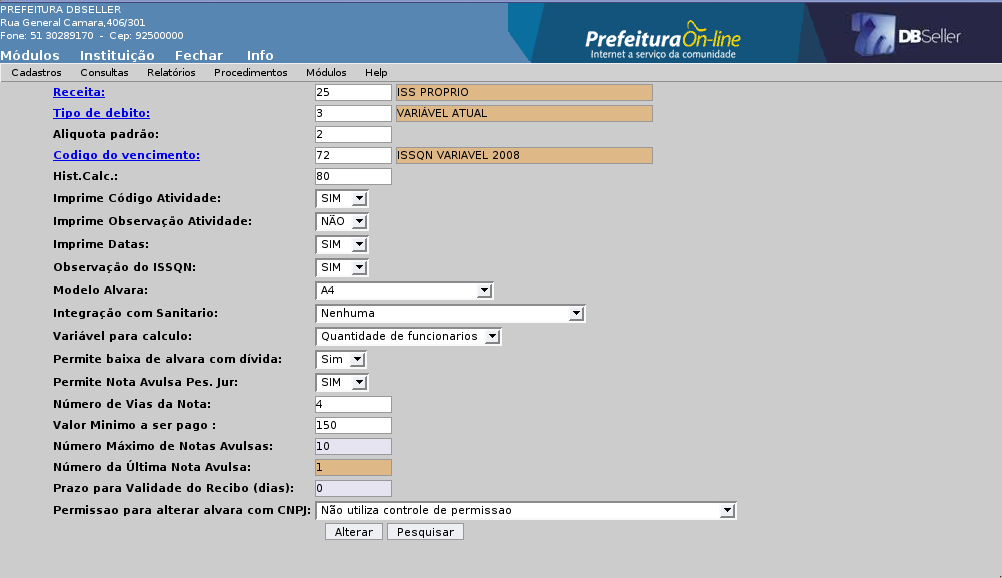 PREFEITURA DBSELLER
Rua General Camara,406/301
Fone: 51 30289170 - Cep: 92500000
PrefeituraOn-line
Internet a serviço da comunidade
DBSeller
Módulos Instituição Fechar Info
Cadastros Consultas Relatórios Procedimentos Módulos Help
Receita: 25 ISS PROPRIO
Tipo de debito: 3 VARIÁVEL ATUAL
Aliquota padrão: 2
Codigo do vencimento: 72 ISSQN VARIAVEL 2008
Hist.Calc.: 80
Imprime Código Atividade: SIM
Imprime Observação Atividade: NÃO
Imprime Datas: SIM
Observação do ISSQN: SIM
Modelo Alvara: A4
Integração com Sanitario: Nenhuma
Variável para calculo: Quantidade de funcionarios
Permite baixa de alvara com dívida: Sim
Permite Nota Avulsa Pes. Jur: SIM
Número de Vias da Nota: 4
Valor Minimo a ser pago : 150
Número Máximo de Notas Avulsas: 10
Número da Última Nota Avulsa: 1
Prazo para Validade do Recibo (dias): 0
Permissao para alterar alvara com CNPJ: Não utiliza controle de permissao
Alterar Pesquisar